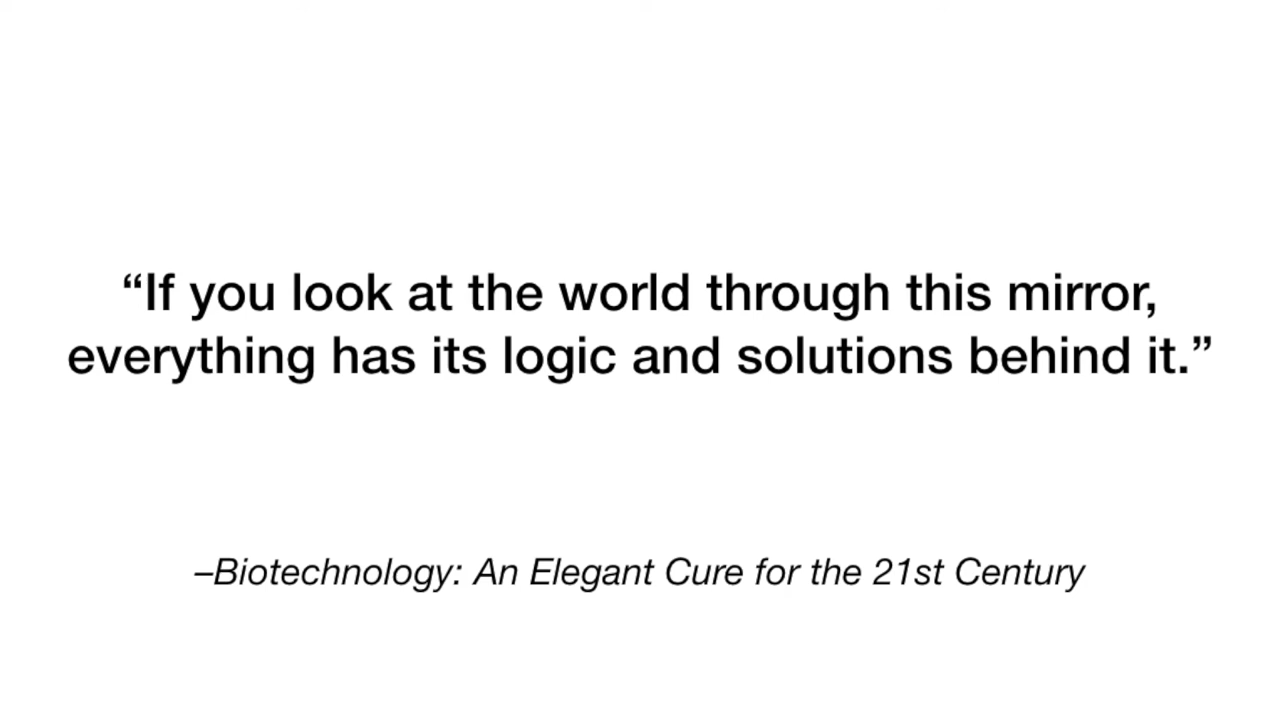 “If you look at the world through this mirror,
everything has its logic and solutions behind it.”
–Biotechnology: An Elegant Cure for the 21st Century